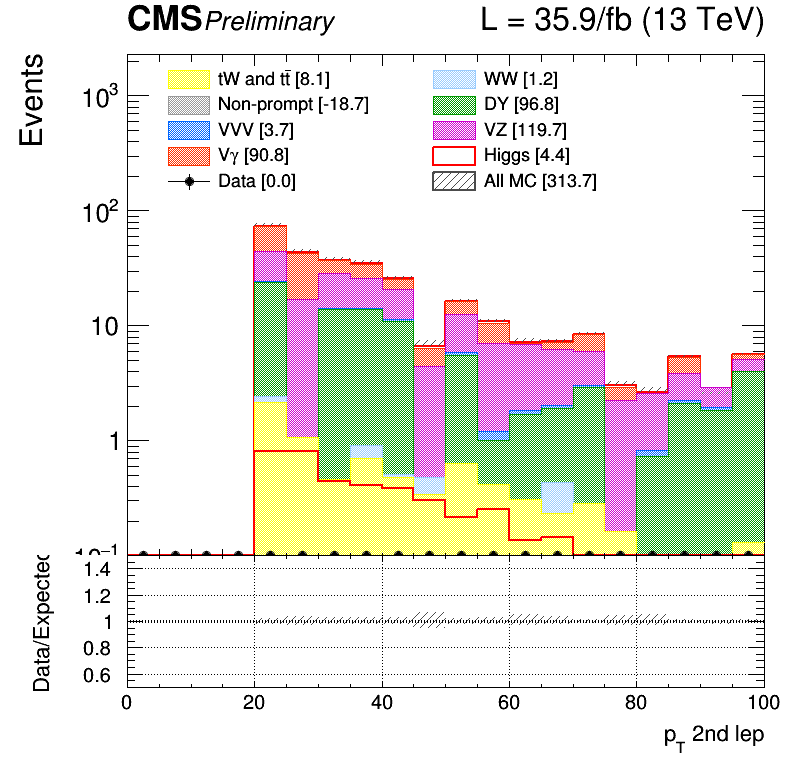 CMS Preliminary L = 35.9/fb (13 TeV)
Events
tW and tt̄ [8.1] WW [1.2]
Non-prompt [-18.7] DY [96.8]
VVV [3.7] VZ [119.7]
Vγ [90.8] Higgs [4.4]
Data [0.0] All MC [313.7]
10³
10²
10
1
10⁻¹
Data/Expected
1.4
1.2
1
0.8
0.6
0 20 40 60 80 100
p_T 2nd lep